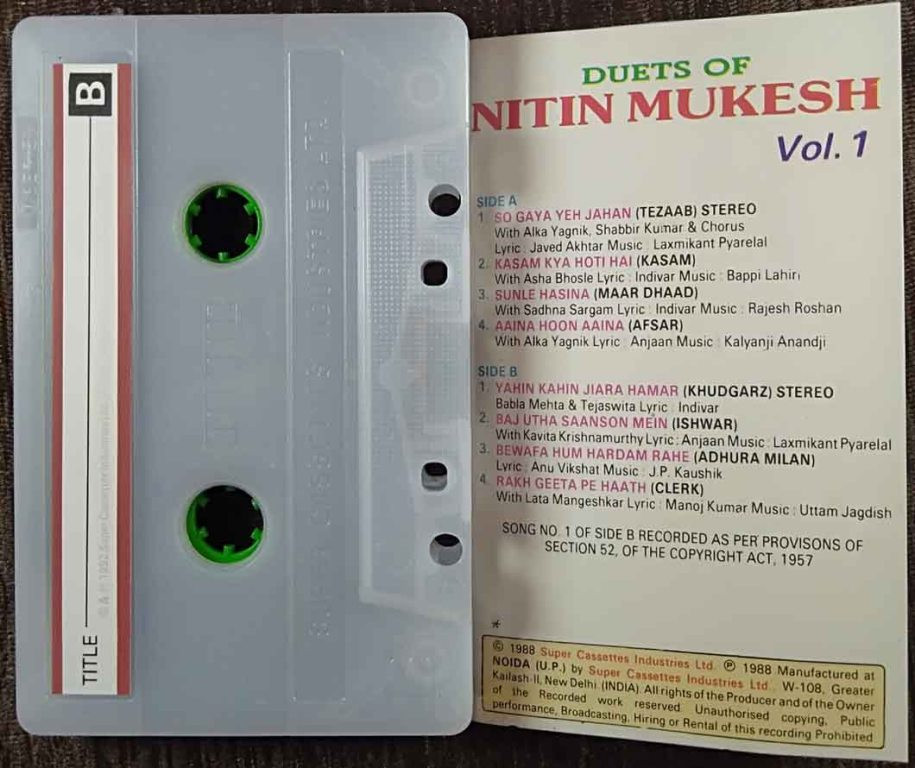 B
TITLE
DUETS OF
NITIN MUKESH
Vol. 1
SIDE A
1. SO GAYA YEH JAHAN (TEZAAB) STEREO
With Alka Yagnik, Shabbir Kumar & Chorus
Lyric : Javed Akhtar Music : Laxmikant Pyarelal
2. KASAM KYA HOTI HAI (KASAM)
With Asha Bhosle Lyric : Indivar Music : Bappi Lahiri
3. SUNLE HASINA (MAAR DHAAD)
With Sadhna Sargam Lyric : Indivar Music : Rajesh Roshan
4. AAINA HOON AAINA (AFSAR)
With Alka Yagnik Lyric : Anjaan Music : Kalyanji Anandji
SIDE B
1. YAHIN KAHIN JIARA HAMAR (KHUDGARZ) STEREO
Babla Mehta & Tejaswita Lyric : Indivar
2. BAJ UTHA SAANSON MEIN (ISHWAR)
With Kavita Krishnamurthy Lyric : Anjaan Music : Laxmikant Pyarelal
3. BEWAFA HUM HARDAM RAHE (ADHURA MILAN)
Lyric : Anu Vikshat Music : J.P. Kaushik
4. RAKH GEETA PE HAATH (CLERK)
With Lata Mangeshkar Lyric : Manoj Kumar Music : Uttam Jagdish
SONG NO. 1 OF SIDE B RECORDED AS PER PROVISONS OF
SECTION 52, OF THE COPYRIGHT ACT, 1957
*
© 1988 Super Cassettes Industries Ltd. ℗ 1988 Manufactured at
NOIDA (U.P.) by Super Cassettes Industries Ltd., W-108, Greater
Kailash-II, New Delhi. (INDIA). All rights of the Producer and of the Owner
of the Recorded work reserved. Unauthorised copying, Public
performance, Broadcasting, Hiring or Rental of this recording Prohibited